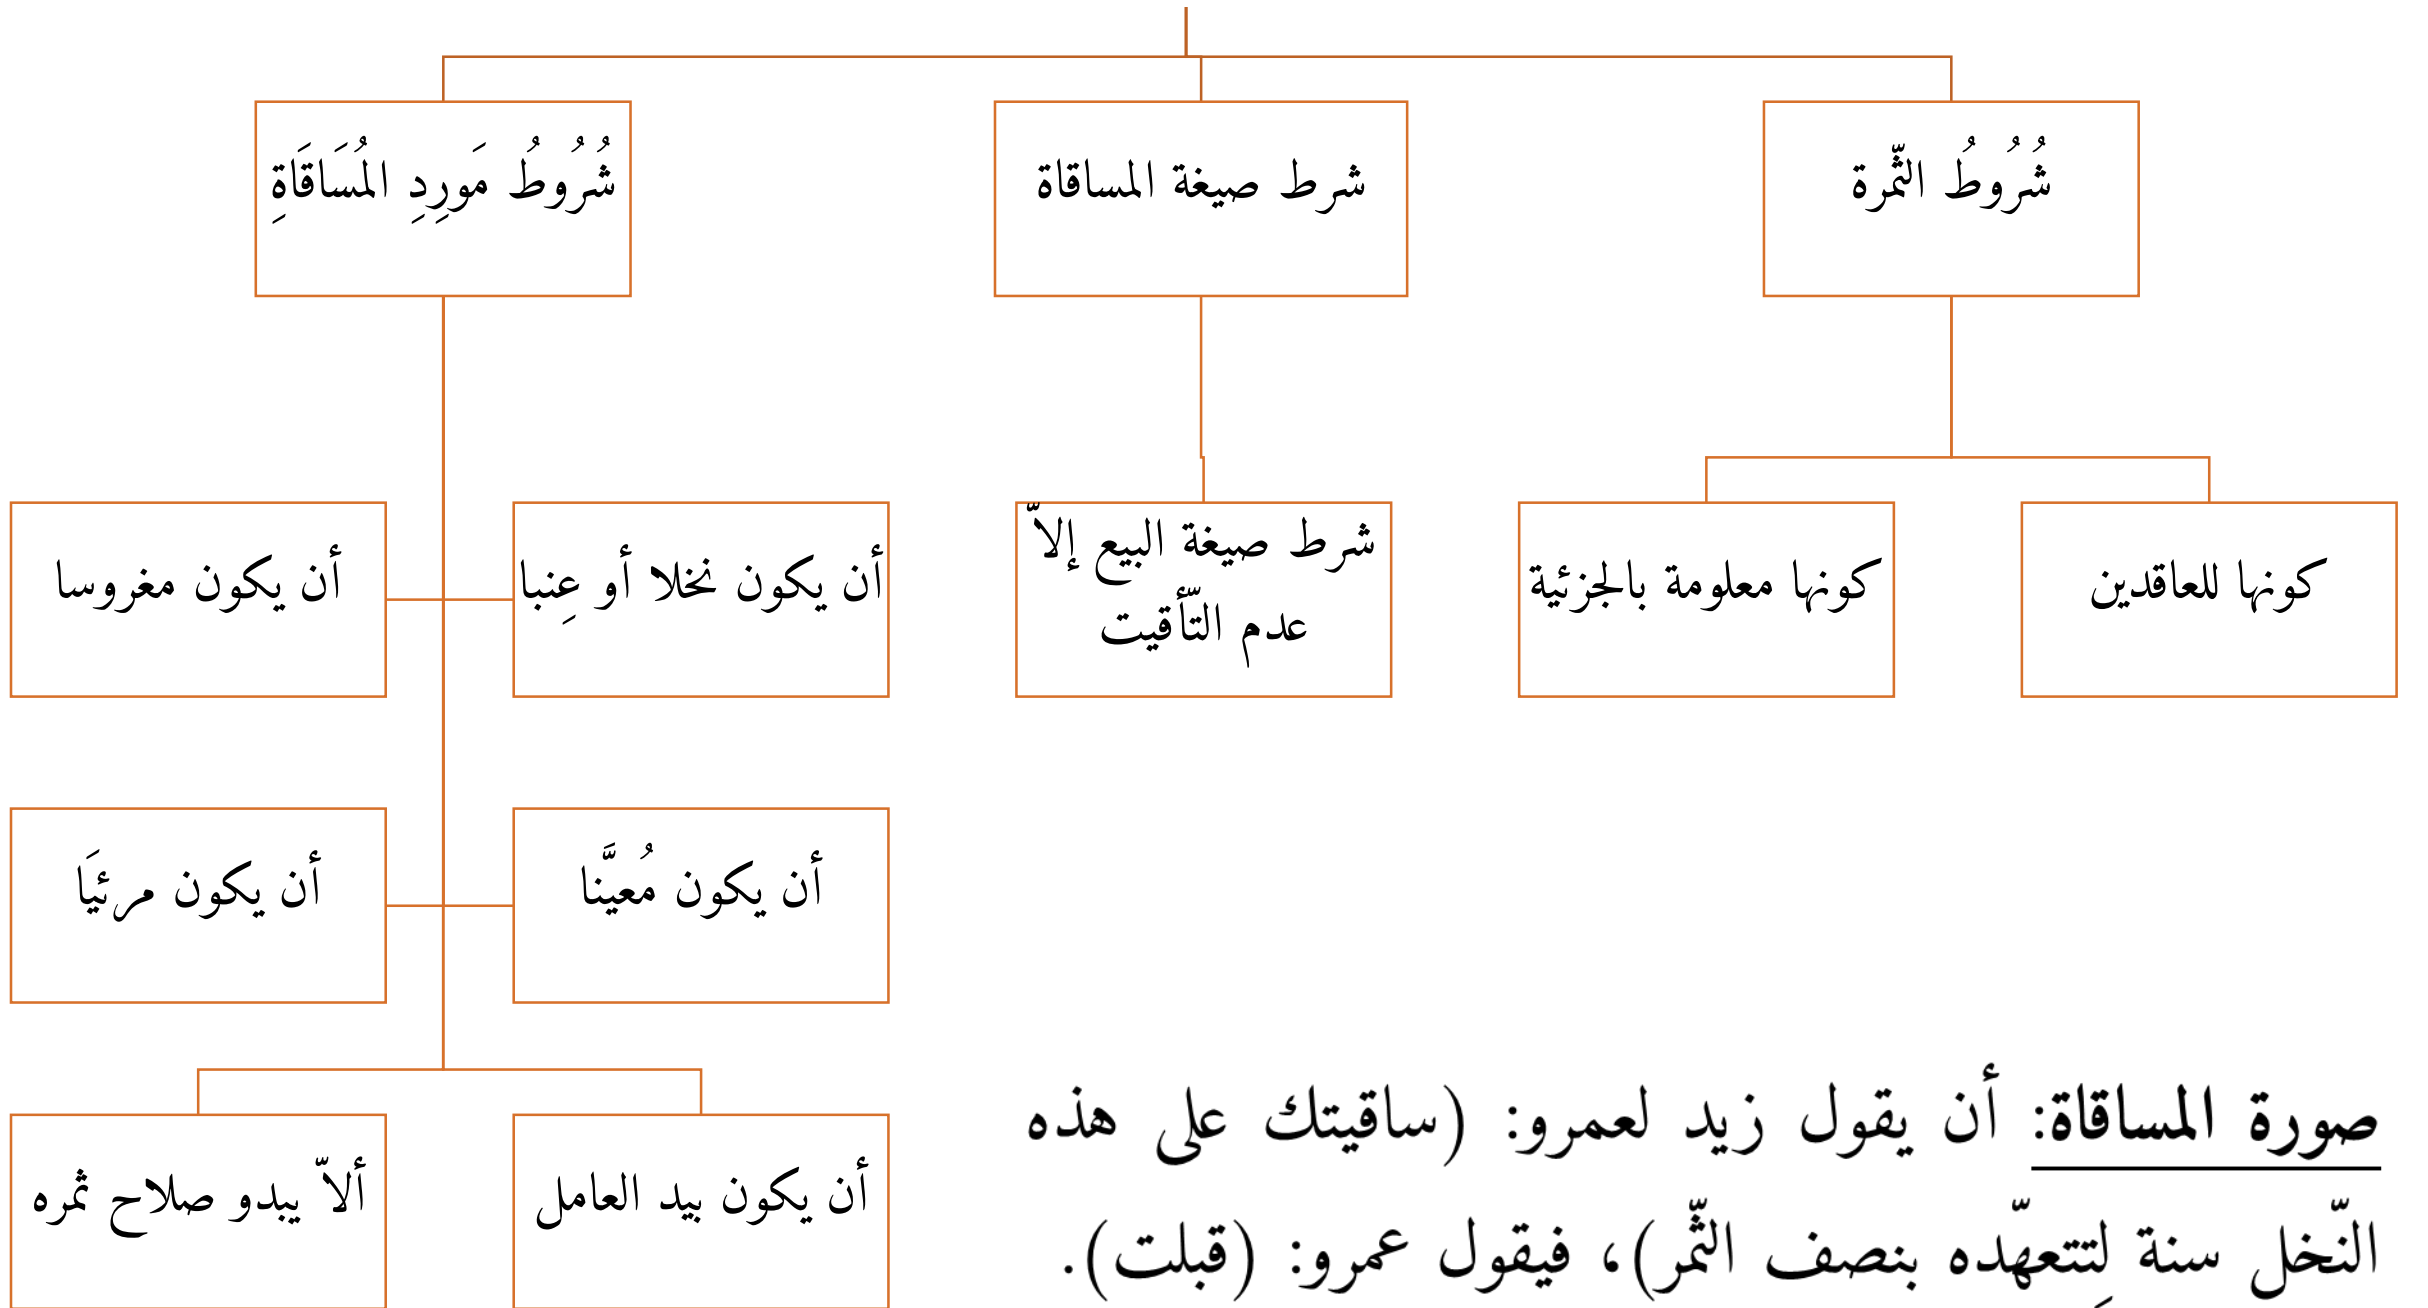 شُرُوطُ الثّمرة
شرط صيغة المساقاة
شُرُوطُ مَورِدِ المُسَاقَاةِ
كونها للعاقدين
كونها معلومة بالجزئية
شرط صيغة البيع إلاّ
عدم التّأقيت
أن يكون نخلا أو عِنبا
أن يكون مغروسا
أن يكون مُعيَّنا
أن يكون مرئيَا
أن يكون بيد العامل
ألاّ يبدو صلاح ثمره
صورة المساقاة: أن يقول زيد لعمرو: (ساقيتك على هذه
النّخل سنة لِتتعهّده بنصف الثّمر)، فيقول عمرو: (قبلت).